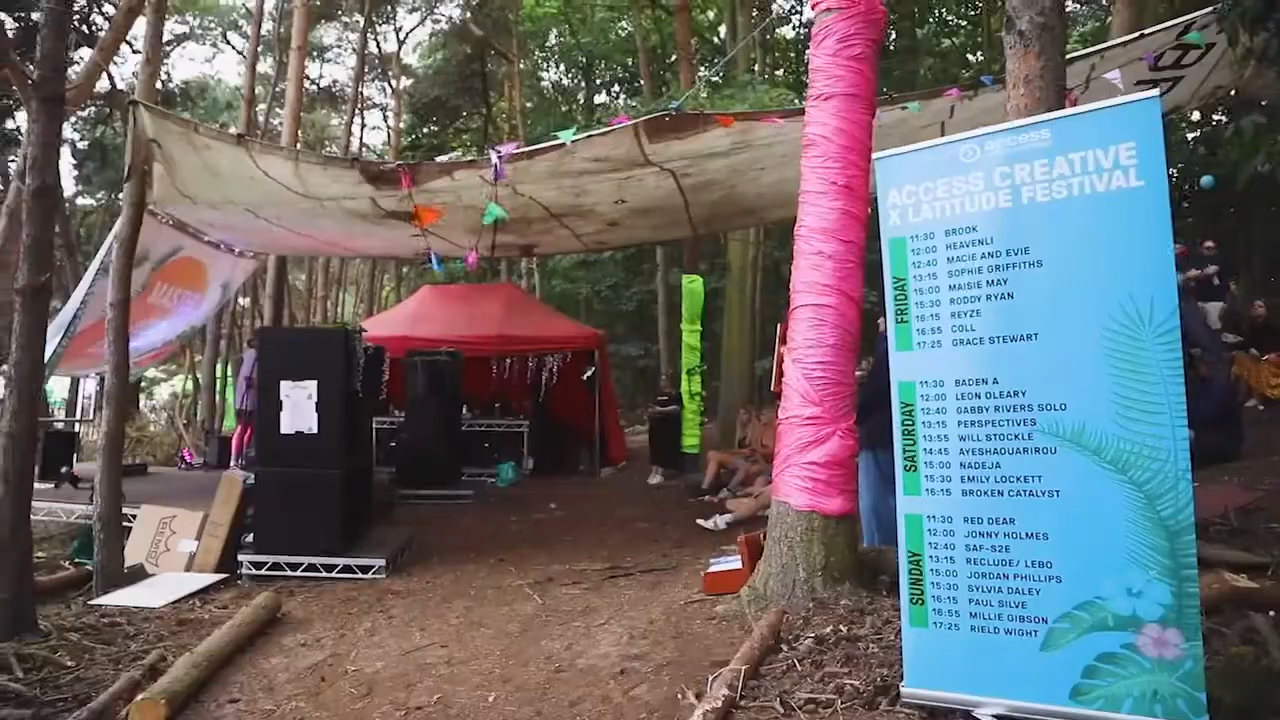 access
ACCESS CREATIVE
X LATITUDE FESTIVAL
FRIDAY
11:30 BROOK
12:00 HEAVENLI
12:40 MACIE AND EVIE
13:15 SOPHIE GRIFFITHS
15:00 MAISIE MAY
15:30 RODDY RYAN
16:15 REYZE
16:55 COLL
17:25 GRACE STEWART
SATURDAY
11:30 BADEN A
12:00 LEON OLEARY
12:40 GABBY RIVERS SOLO
13:15 PERSPECTIVES
13:55 WILL STOCKLE
14:45 AYESHAOUARIROU
15:00 NADEJA
15:30 EMILY LOCKETT
16:15 BROKEN CATALYST
SUNDAY
11:30 RED DEAR
12:00 JONNY HOLMES
12:40 SAF-S2E
13:15 RECLUDE/ LEBO
15:00 JORDAN PHILLIPS
15:30 SYLVIA DALEY
16:15 PAUL SILVE
16:55 MILLIE GIBSON
17:25 RIELD WIGHT
REMO